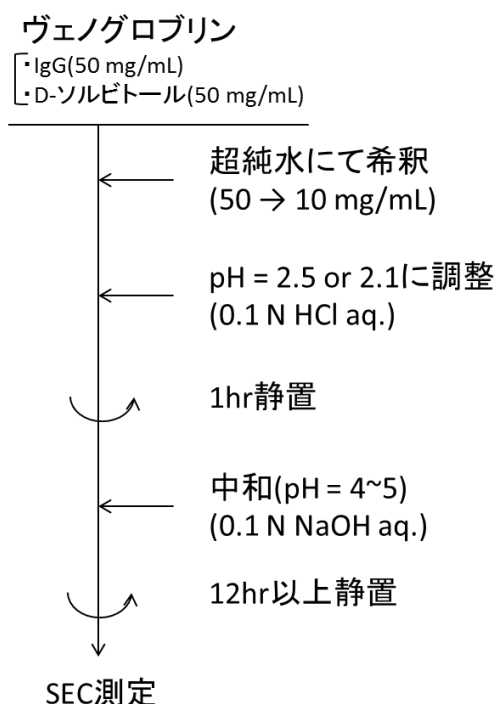 ヴェノグロブリン
・IgG(50 mg/mL)
・D-ソルビトール(50 mg/mL)
超純水にて希釈
(50 → 10 mg/mL)
pH = 2.5 or 2.1に調整
(0.1 N HCl aq.)
1hr静置
中和(pH = 4~5)
(0.1 N NaOH aq.)
12hr以上静置
SEC測定